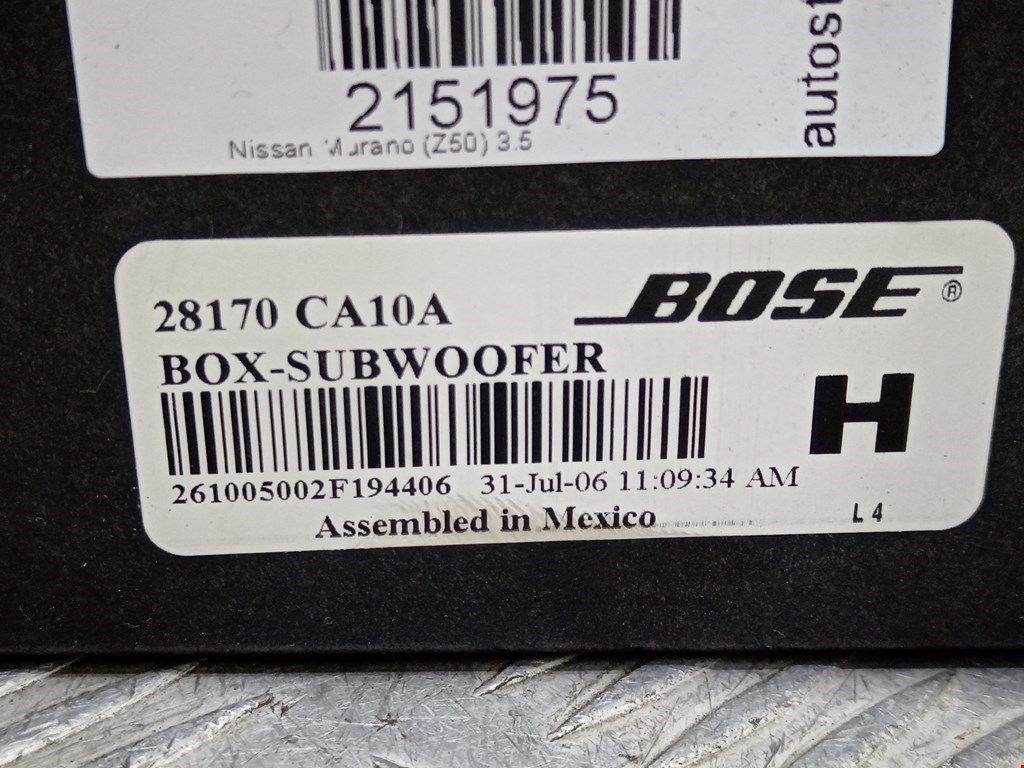 2151975
Nissan Murano (Z50) 3.5
autost
28170 CA10A
BOSE®
BOX-SUBWOOFER
H
261005002F194406 31-Jul-06 11:09:34 AM
Assembled in Mexico
L4